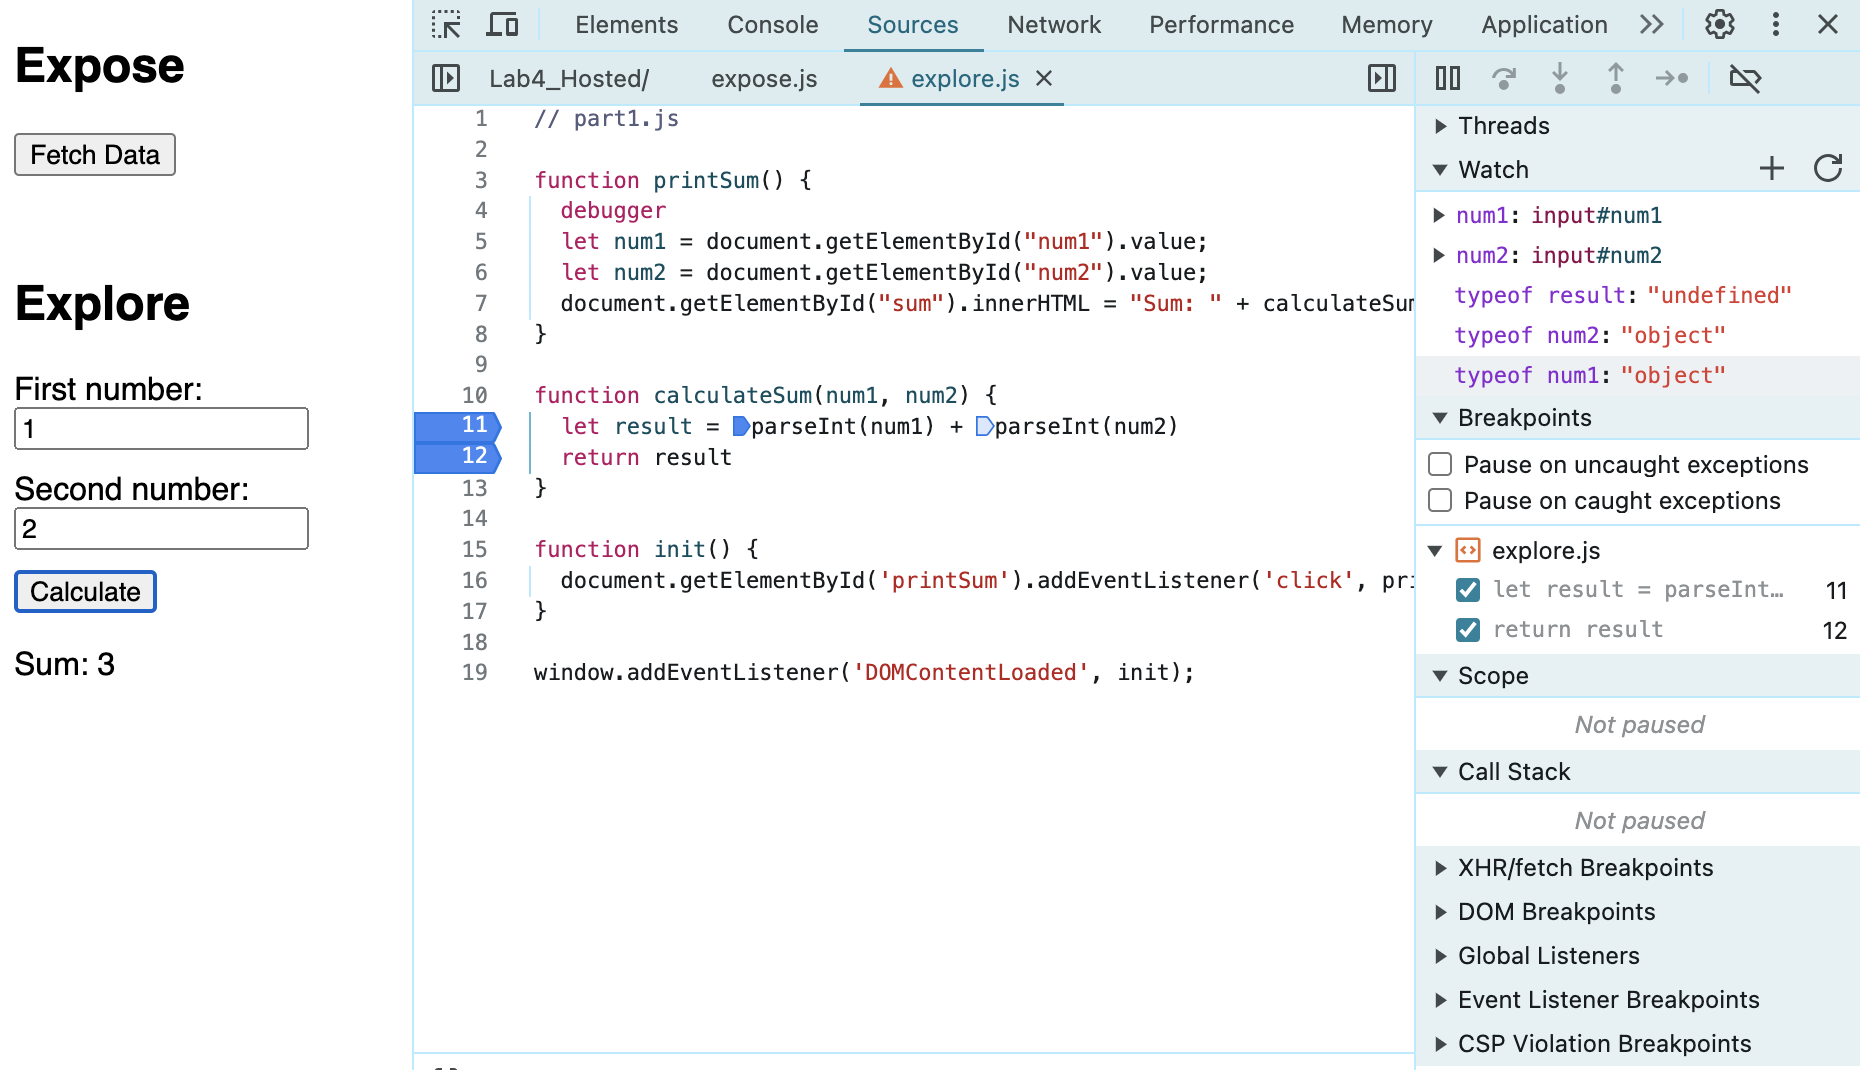 Expose
Fetch Data
Explore
First number:
1
Second number:
2
Calculate
Sum: 3
Elements Console Sources Network Performance Memory Application
Lab4_Hosted/ expose.js explore.js
1 // part1.js
2
3 function printSum() {
4 debugger
5 let num1 = document.getElementById("num1").value;
6 let num2 = document.getElementById("num2").value;
7 document.getElementById("sum").innerHTML = "Sum: " + calculateSum
8 }
9
10 function calculateSum(num1, num2) {
11 let result = parseInt(num1) + parseInt(num2)
12 return result
13 }
14
15 function init() {
16 document.getElementById('printSum').addEventListener('click', pri
17 }
18
19 window.addEventListener('DOMContentLoaded', init);
Threads
Watch
num1: input#num1
num2: input#num2
typeof result: "undefined"
typeof num2: "object"
typeof num1: "object"
Breakpoints
Pause on uncaught exceptions
Pause on caught exceptions
explore.js
let result = parseInt… 11
return result 12
Scope
Not paused
Call Stack
Not paused
XHR/fetch Breakpoints
DOM Breakpoints
Global Listeners
Event Listener Breakpoints
CSP Violation Breakpoints